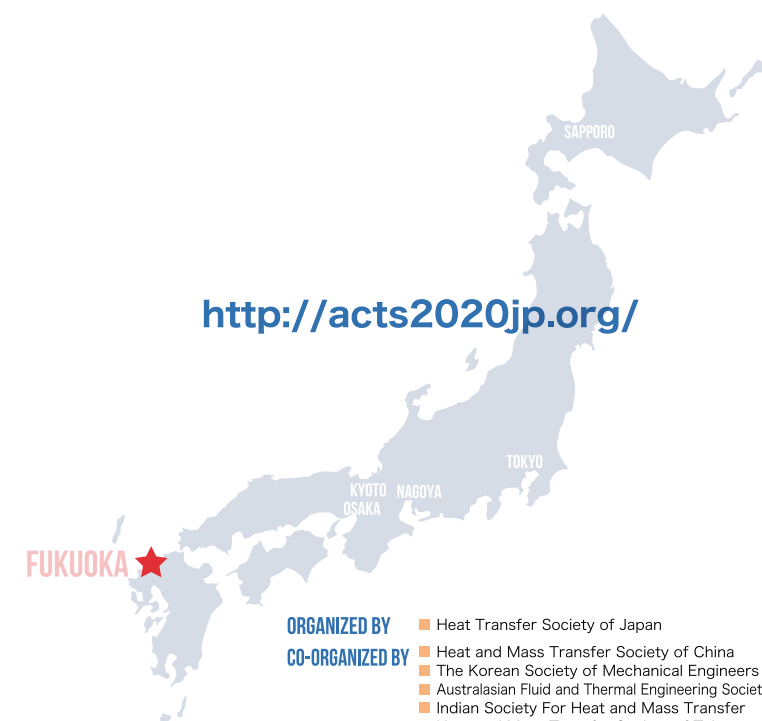 SAPPORO
http://acts2020jp.org/
TOKYO
KYOTO NAGOYA
OSAKA
FUKUOKA
ORGANIZED BY Heat Transfer Society of Japan
CO-ORGANIZED BY Heat and Mass Transfer Society of China
The Korean Society of Mechanical Engineers
Australasian Fluid and Thermal Engineering Societ
Indian Society For Heat and Mass Transfer